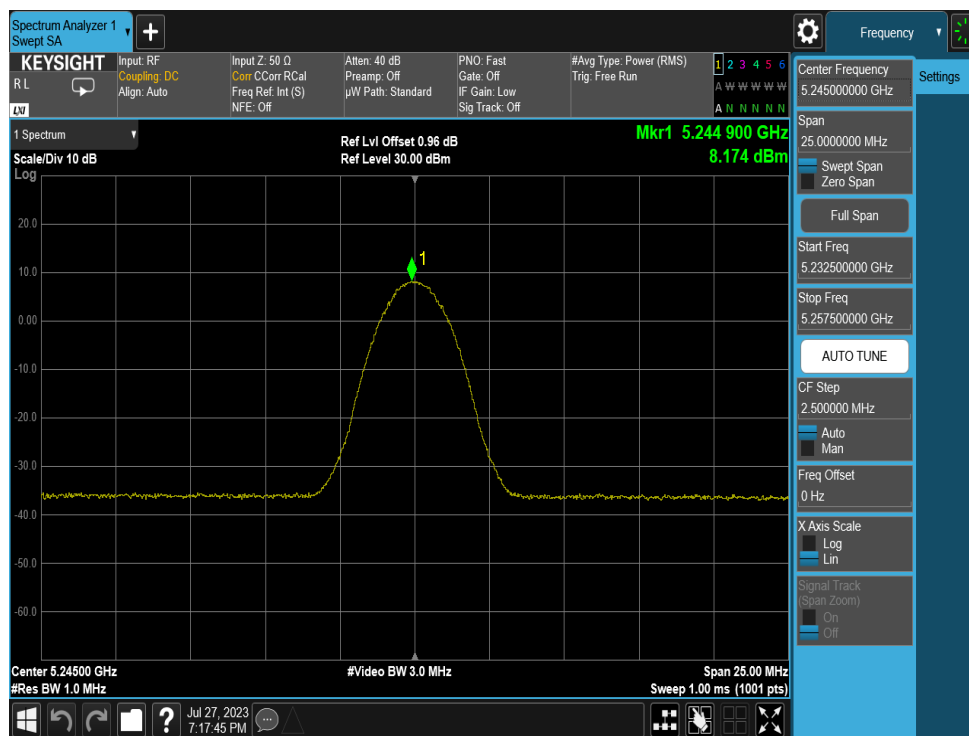 Spectrum Analyzer 1
Swept SA
Frequency
KEYSIGHT
R L
LXI
Input: RF
Coupling: DC
Align: Auto
Input Z: 50 Ω
Corr CCorr RCal
Freq Ref: Int (S)
NFE: Off
Atten: 40 dB
Preamp: Off
µW Path: Standard
PNO: Fast
Gate: Off
IF Gain: Low
Sig Track: Off
#Avg Type: Power (RMS)
Trig: Free Run
1 2 3 4 5 6
A W W W W W
A N N N N N
1 Spectrum
Scale/Div 10 dB
Log
Ref Lvl Offset 0.96 dB
Ref Level 30.00 dBm
Mkr1 5.244 900 GHz
8.174 dBm
1
20.0
10.0
0.00
-10.0
-20.0
-30.0
-40.0
-50.0
-60.0
Center 5.24500 GHz
#Video BW 3.0 MHz
Span 25.00 MHz
#Res BW 1.0 MHz
Sweep 1.00 ms (1001 pts)
Settings
Center Frequency
5.245000000 GHz
Span
25.0000000 MHz
Swept Span
Zero Span
Full Span
Start Freq
5.232500000 GHz
Stop Freq
5.257500000 GHz
AUTO TUNE
CF Step
2.500000 MHz
Auto
Man
Freq Offset
0 Hz
X Axis Scale
Log
Lin
Signal Track
(Span Zoom)
On
Off
?
Jul 27, 2023
7:17:45 PM